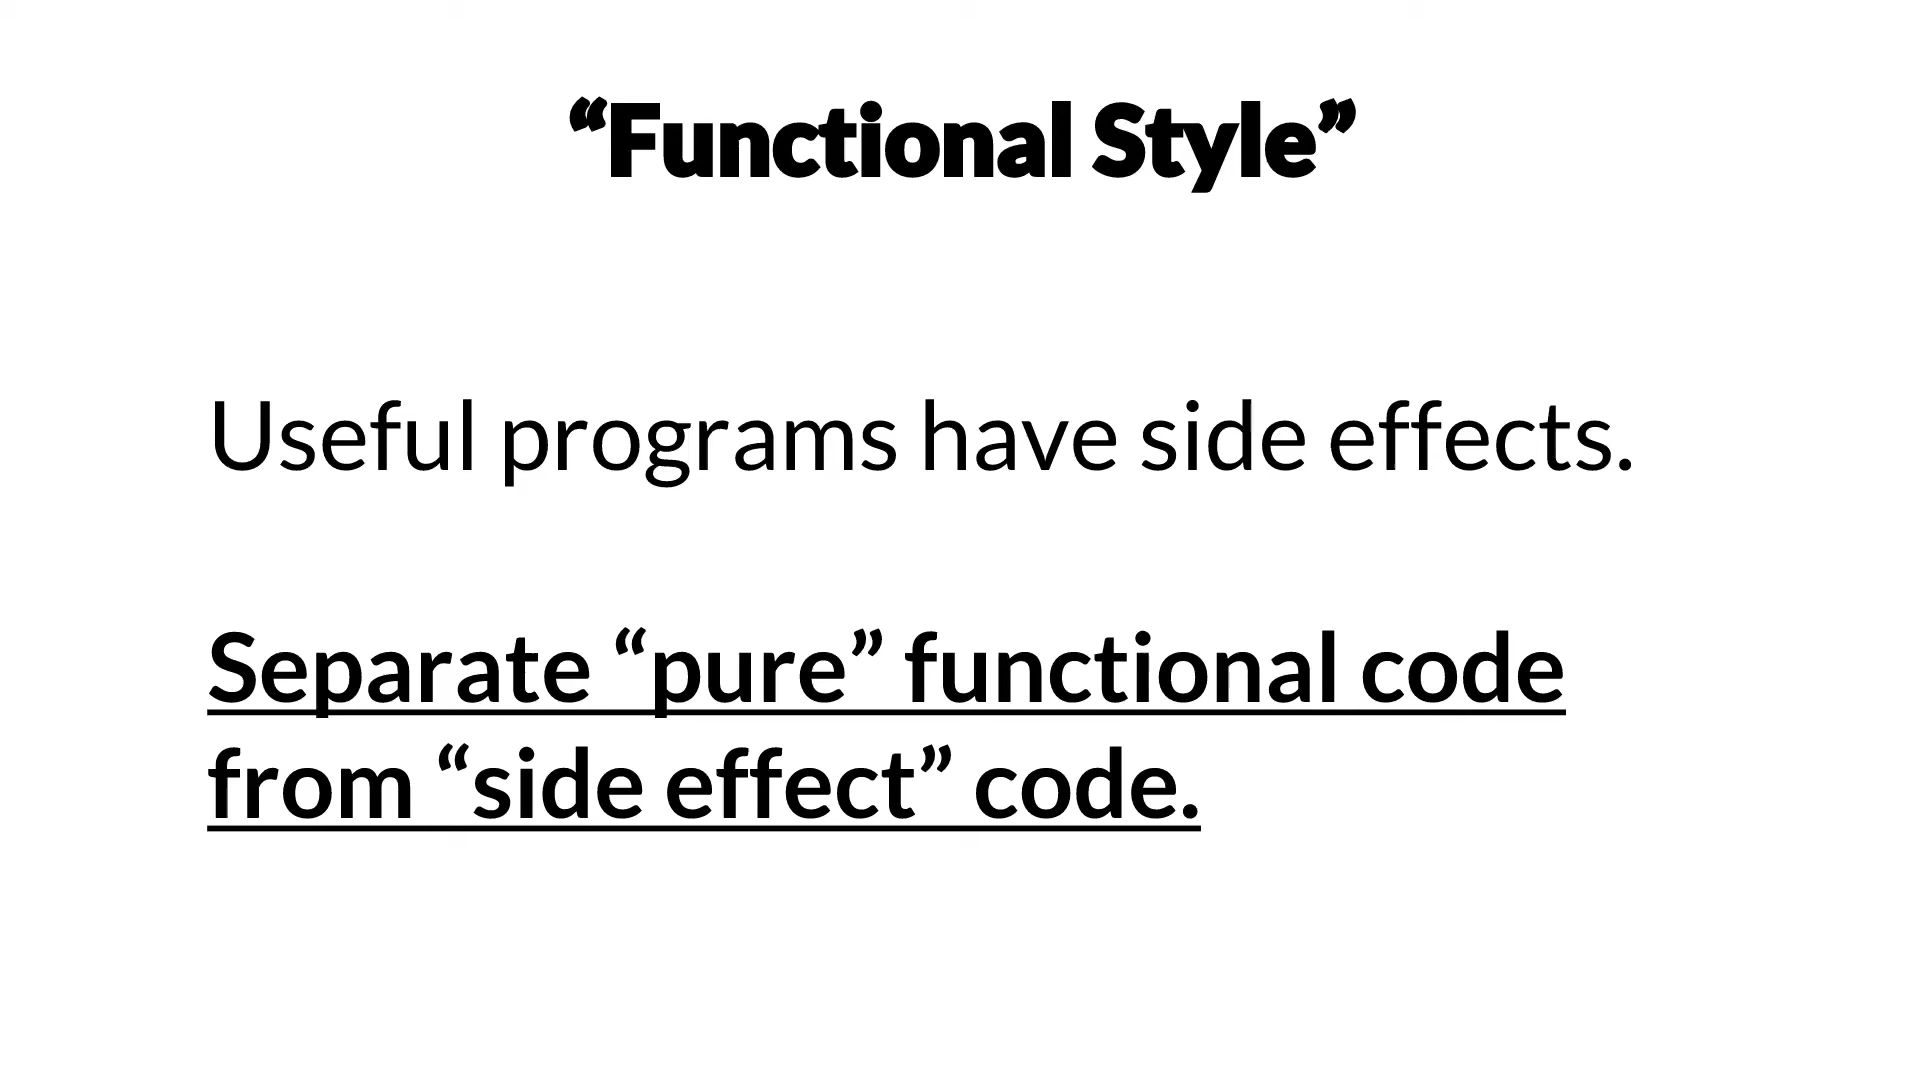 “Functional Style”
Useful programs have side effects.
Separate “pure” functional code
from “side effect” code.